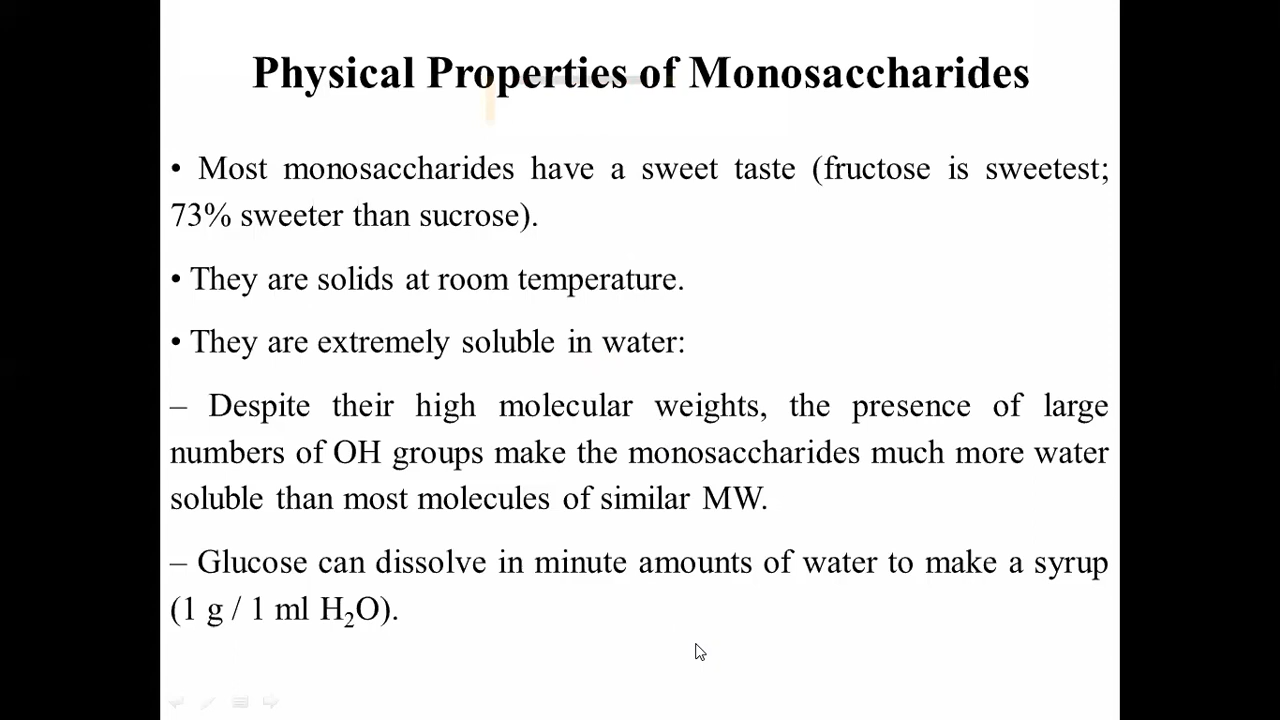 Physical Properties of Monosaccharides
• Most monosaccharides have a sweet taste (fructose is sweetest;
73% sweeter than sucrose).
• They are solids at room temperature.
• They are extremely soluble in water:
– Despite their high molecular weights, the presence of large
numbers of OH groups make the monosaccharides much more water
soluble than most molecules of similar MW.
– Glucose can dissolve in minute amounts of water to make a syrup
(1 g / 1 ml H₂O).